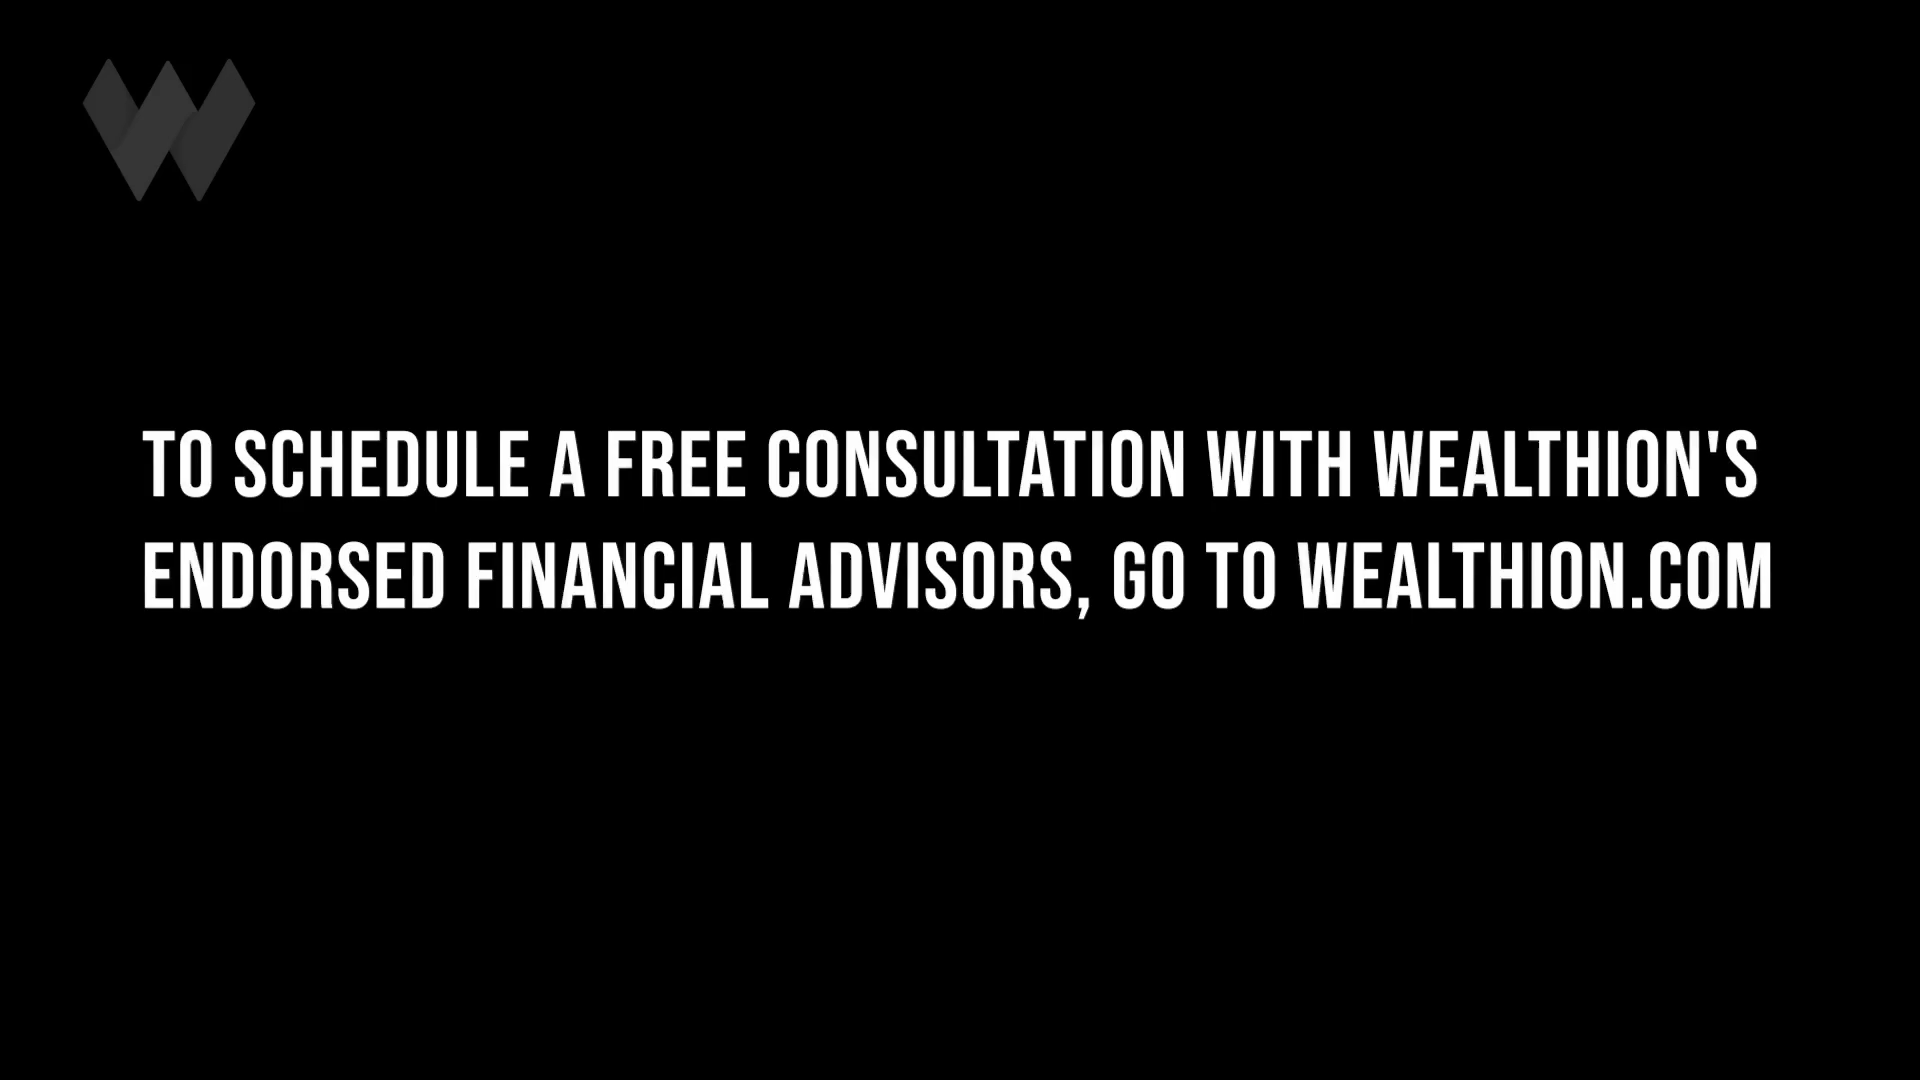 TO SCHEDULE A FREE CONSULTATION WITH WEALTHION'S
ENDORSED FINANCIAL ADVISORS, GO TO WEALTHION.COM